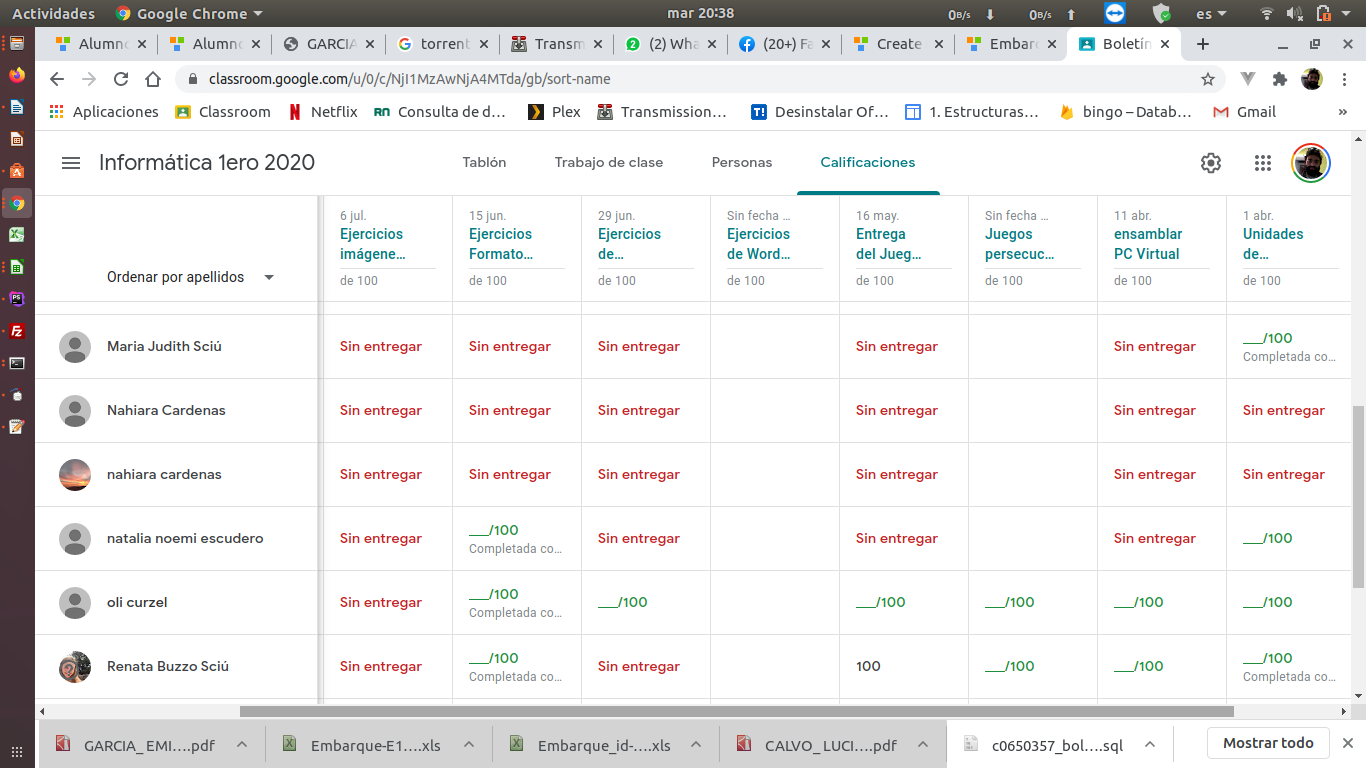 Actividades
Google Chrome
mar 20:38
0B/s
0B/s
es
Alumno
Alumno
GARCIA
torrent
Transm
(2) Wha
(20+) Fa
Create
Embarc
Boletín
classroom.google.com/u/0/c/NjI1MzAwNjA4MTda/gb/sort-name
Aplicaciones
Classroom
Netflix
Consulta de d…
Plex
Transmission…
Desinstalar Of…
1. Estructuras…
bingo – Datab…
Gmail
»
Informática 1ero 2020
Tablón
Trabajo de clase
Personas
Calificaciones
Ordenar por apellidos
6 jul.
Ejercicios
imágene…
de 100
15 jun.
Ejercicios
Formato…
de 100
29 jun.
Ejercicios
de…
de 100
Sin fecha …
Ejercicios
de Word…
de 100
16 may.
Entrega
del Jueg…
de 100
Sin fecha …
Juegos
persecuc…
de 100
11 abr.
ensamblar
PC Virtual
de 100
1 abr.
Unidades
de…
de 100
Maria Judith Sciú
Sin entregar
Sin entregar
Sin entregar
Sin entregar
Sin entregar
___/100
Completada co…
Nahiara Cardenas
Sin entregar
Sin entregar
Sin entregar
Sin entregar
Sin entregar
Sin entregar
nahiara cardenas
Sin entregar
Sin entregar
Sin entregar
Sin entregar
Sin entregar
Sin entregar
natalia noemi escudero
Sin entregar
___/100
Completada co…
Sin entregar
Sin entregar
Sin entregar
___/100
oli curzel
Sin entregar
___/100
Completada co…
___/100
___/100
___/100
___/100
___/100
Renata Buzzo Sciú
Sin entregar
___/100
Completada co…
Sin entregar
100
___/100
___/100
___/100
Completada co…
GARCIA_ EMI….pdf
Embarque-E1….xls
Embarque_id-….xls
CALVO_ LUCI….pdf
c0650357_bol….sql
Mostrar todo